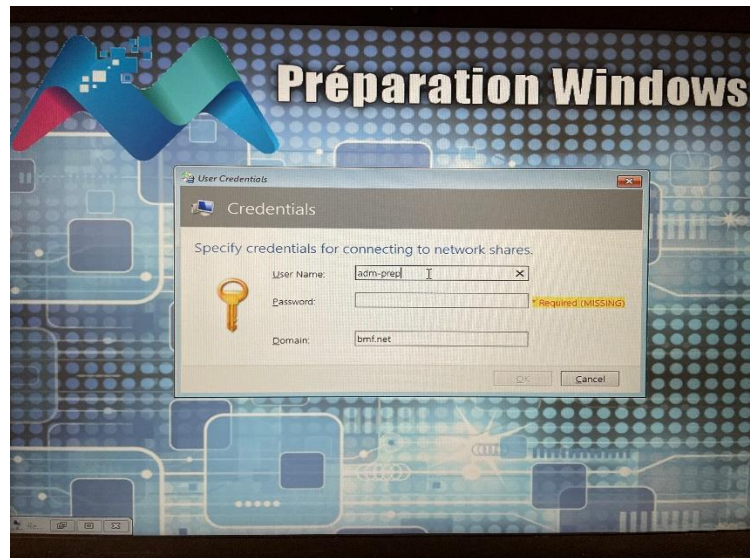 Préparation Windows
User Credentials
Credentials
Specify credentials for connecting to network shares.
User Name: adm-prep
Password: * Required (MISSING)
Domain: bmf.net
OK Cancel